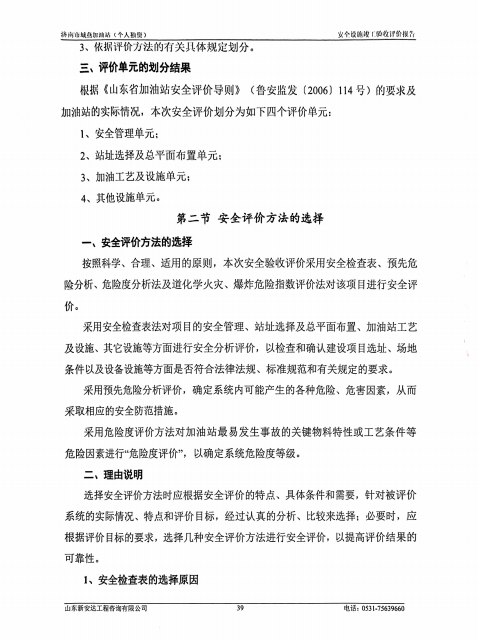 济南市城燕加油站（个人独资） 安全设施竣工验收评价报告
3、依据评价方法的有关具体规定划分。
三、评价单元的划分结果
根据《山东省加油站安全评价导则》（鲁安监发〔2006〕114 号）的要求及
加油站的实际情况，本次安全评价划分为如下四个评价单元：
1、安全管理单元；
2、站址选择及总平面布置单元；
3、加油工艺及设施单元；
4、其他设施单元。
第二节 安全评价方法的选择
一、安全评价方法的选择
按照科学、合理、适用的原则，本次安全验收评价采用安全检查表、预先危
险分析、危险度分析法及道化学火灾、爆炸危险指数评价法对该项目进行安全评
价。
采用安全检查表法对项目的安全管理、站址选择及总平面布置、加油站工艺
及设施、其它设施等方面进行安全分析评价，以检查和确认建设项目选址、场地
条件以及设备设施等方面是否符合法律法规、标准规范和有关规定的要求。
采用预先危险分析评价，确定系统内可能产生的各种危险、危害因素，从而
采取相应的安全防范措施。
采用危险度评价方法对加油站最易发生事故的关键物料特性或工艺条件等
危险因素进行“危险度评价”，以确定系统危险度等级。
二、理由说明
选择安全评价方法时应根据安全评价的特点、具体条件和需要，针对被评价
系统的实际情况、特点和评价目标，经过认真的分析、比较来选择；必要时，应
根据评价目标的要求，选择几种安全评价方法进行安全评价，以提高评价结果的
可靠性。
1、安全检查表的选择原因
山东新安达工程咨询有限公司 39 电话：0531-75639660